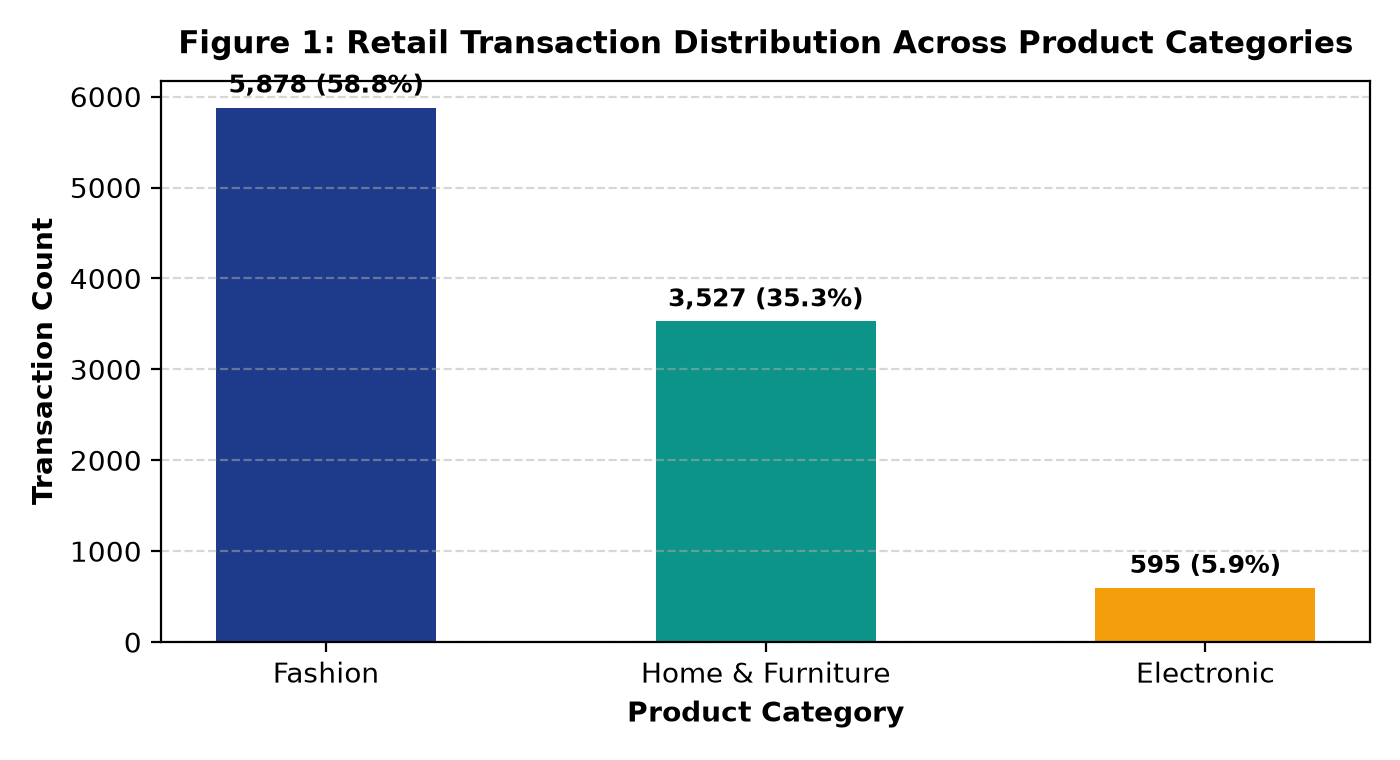 Figure 1: Retail Transaction Distribution Across Product Categories
5,878 (58.8%)
6000
5000
4000
3,527 (35.3%)
3000
2000
1000
595 (5.9%)
0
Transaction Count
Fashion
Home & Furniture
Electronic
Product Category